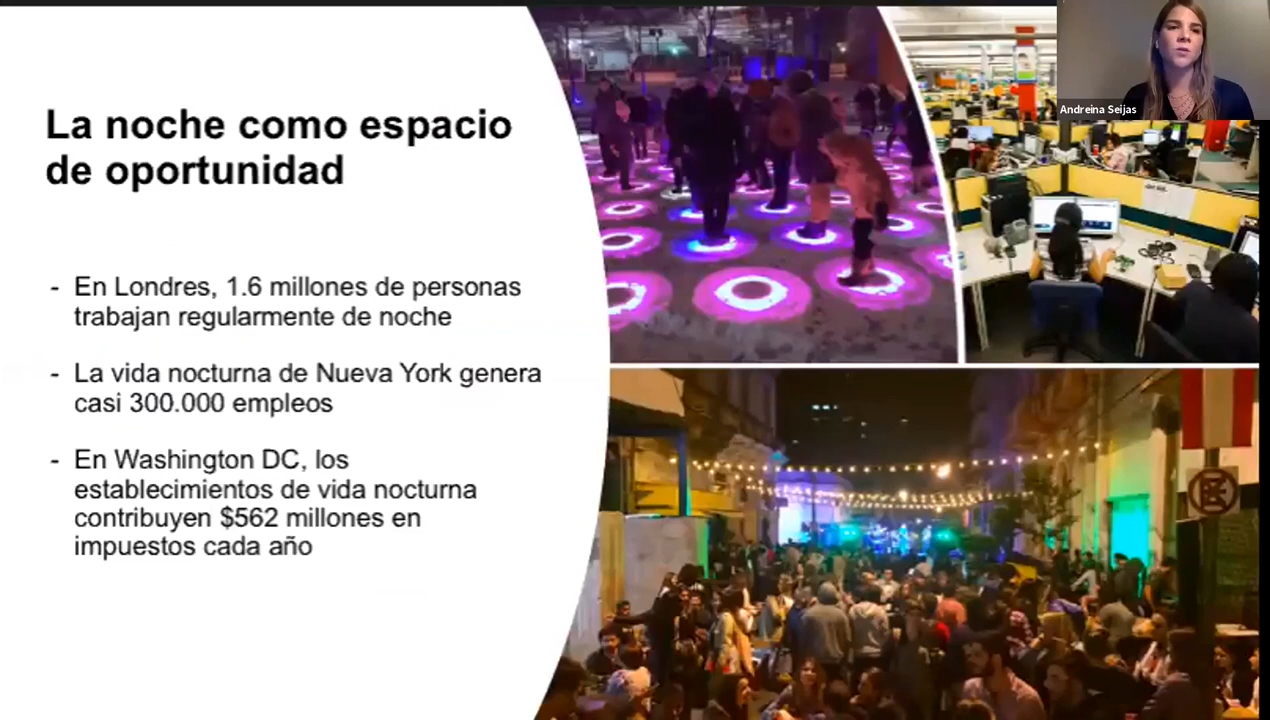 Andreina Seijas
La noche como espacio
de oportunidad
- En Londres, 1.6 millones de personas
trabajan regularmente de noche
- La vida nocturna de Nueva York genera
casi 300.000 empleos
- En Washington DC, los
establecimientos de vida nocturna
contribuyen $562 millones en
impuestos cada año